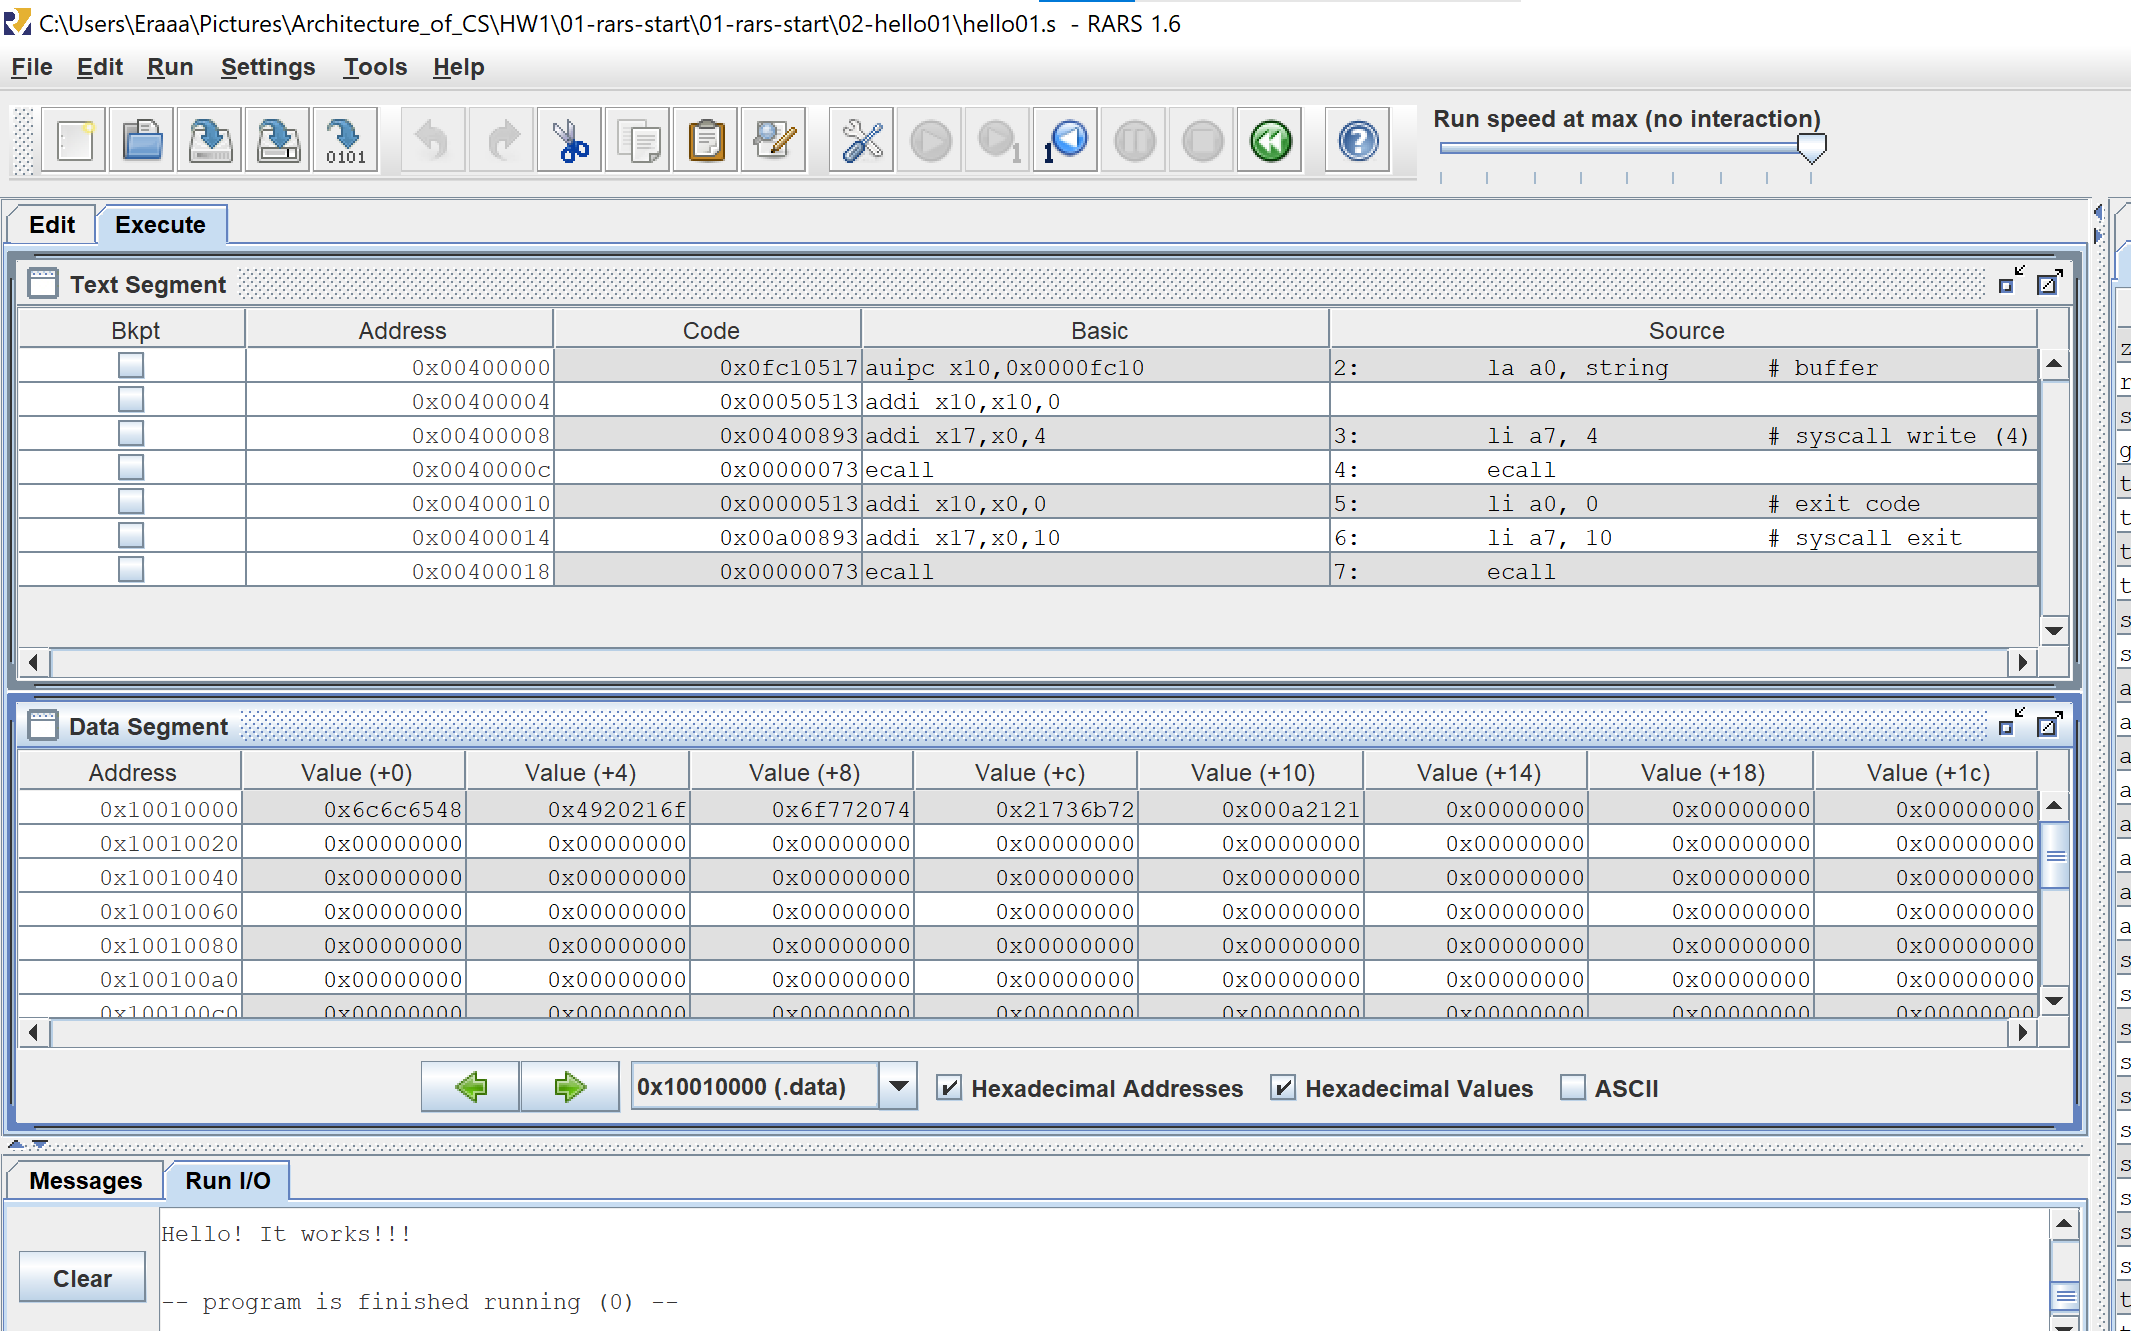 C:\Users\Eraaa\Pictures\Architecture_of_CS\HW1\01-rars-start\01-rars-start\02-hello01\hello01.s - RARS 1.6
File Edit Run Settings Tools Help
Run speed at max (no interaction)
0101 1 1
Edit Execute
Text Segment
Bkpt Address Code Basic Source
0x00400000 0x0fc10517 auipc x10,0x0000fc10 2: la a0, string # buffer
0x00400004 0x00050513 addi x10,x10,0
0x00400008 0x00400893 addi x17,x0,4 3: li a7, 4 # syscall write (4)
0x0040000c 0x00000073 ecall 4: ecall
0x00400010 0x00000513 addi x10,x0,0 5: li a0, 0 # exit code
0x00400014 0x00a00893 addi x17,x0,10 6: li a7, 10 # syscall exit
0x00400018 0x00000073 ecall 7: ecall
Data Segment
Address Value (+0) Value (+4) Value (+8) Value (+c) Value (+10) Value (+14) Value (+18) Value (+1c)
0x10010000 0x6c6c6548 0x4920216f 0x6f772074 0x21736b72 0x000a2121 0x00000000 0x00000000 0x00000000
0x10010020 0x00000000 0x00000000 0x00000000 0x00000000 0x00000000 0x00000000 0x00000000 0x00000000
0x10010040 0x00000000 0x00000000 0x00000000 0x00000000 0x00000000 0x00000000 0x00000000 0x00000000
0x10010060 0x00000000 0x00000000 0x00000000 0x00000000 0x00000000 0x00000000 0x00000000 0x00000000
0x10010080 0x00000000 0x00000000 0x00000000 0x00000000 0x00000000 0x00000000 0x00000000 0x00000000
0x100100a0 0x00000000 0x00000000 0x00000000 0x00000000 0x00000000 0x00000000 0x00000000 0x00000000
0x100100c0 0x00000000 0x00000000 0x00000000 0x00000000 0x00000000 0x00000000 0x00000000 0x00000000
0x10010000 (.data) Hexadecimal Addresses Hexadecimal Values ASCII
Messages Run I/O
Hello! It works!!!
Clear
-- program is finished running (0) --